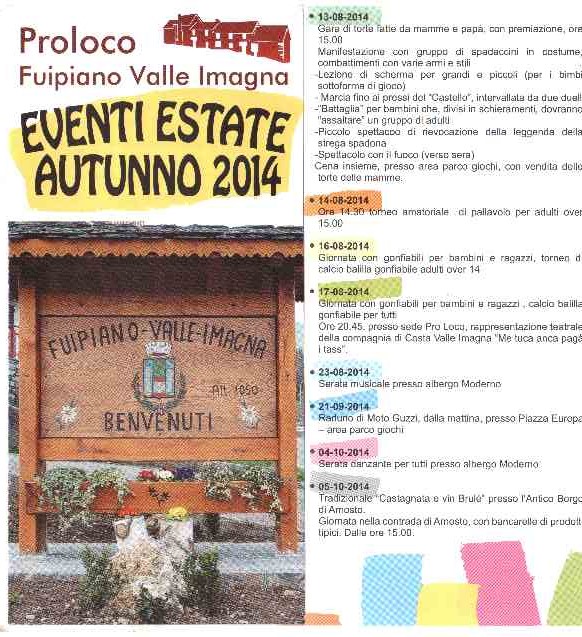 Proloco
Fuipiano Valle Imagna
EVENTI ESTATE
AUTUNNO 2014
FUIPIANO-VALLE-IMAGNA
Alt. 1050
BENVENUTI
• 13-08-2014
Gara di torte fatte da mamme e papà, con premiazione, ore
15.00
Manifestazione con gruppo di spadaccini in costume,
combattimenti con varie armi e stili
-Lezione di scherma per grandi e piccoli (per i bimbi
sottoforma di gioco)
- Marcia fino ai pressi del "Castello", intervallata da due duelli
-"Battaglia" per bambini che, divisi in schieramenti, dovranno
"assaltare" un gruppo di adulti
-Piccolo spettacolo di rievocazione della leggenda della
strega spadona
-Spettacolo con il fuoco (verso sera)
Cena insieme, presso area parco giochi, con vendita delle
torte delle mamme.
• 14-08-2014
Ore 14:30 torneo amatoriale di pallavolo per adulti over
15.00
• 16-08-2014
Giornata con gonfiabili per bambini e ragazzi, torneo di
calcio balilla gonfiabile adulti over 14
• 17-08-2014
Giornata con gonfiabili per bambini e ragazzi , calcio balilla
gonfiabile per tutti
Ore 20.45, presso sede Pro Loco, rappresentazione teatrale
della compagnia di Costa Valle Imagna "Me tuca anca pagà
i tass".
• 23-08-2014
Serata musicale presso albergo Moderno
• 21-09-2014
Raduno di Moto Guzzi, dalla mattina, presso Piazza Europa
– area parco giochi
• 04-10-2014
Serata danzante per tutti presso albergo Moderno
• 05-10-2014
Tradizionale "Castagnata e vin Brulé" presso l'Antico Borgo
di Arnosto.
Giornata nella contrada di Arnosto, con bancarelle di prodotti
tipici. Dalle ore 15.00.